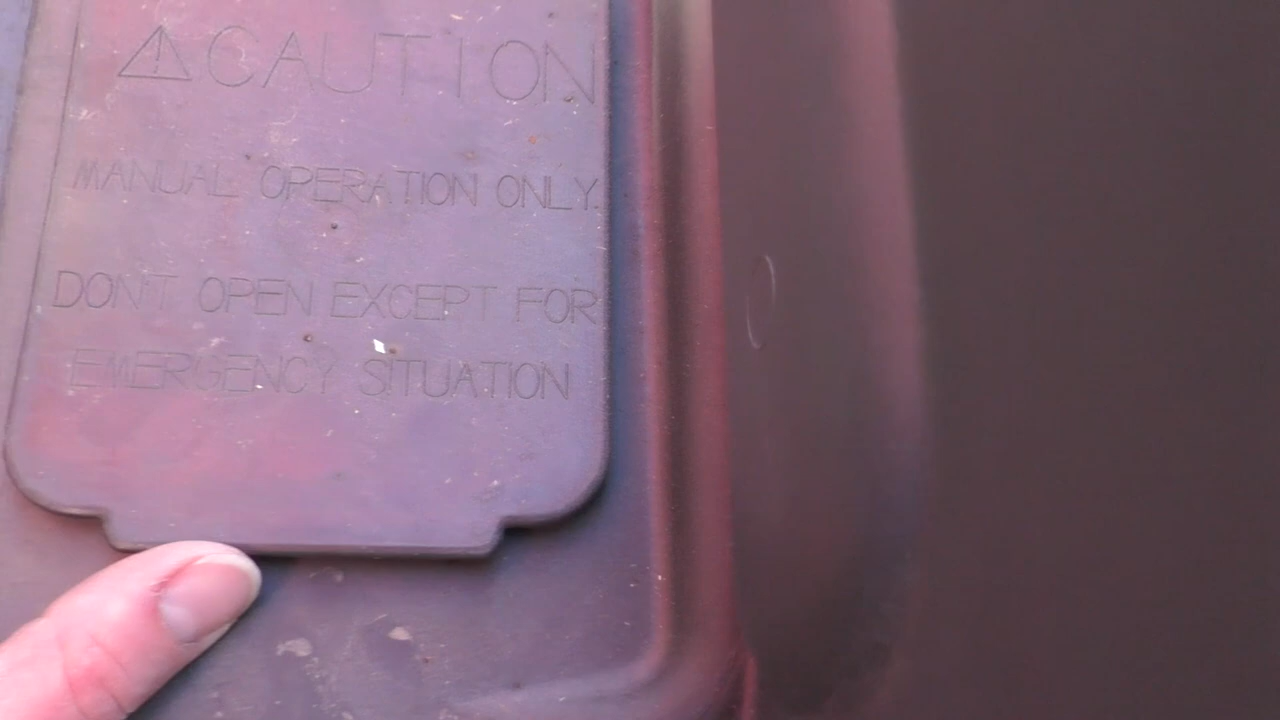 ⚠ CAUTION
MANUAL OPERATION ONLY.
DON'T OPEN EXCEPT FOR
EMERGENCY SITUATION